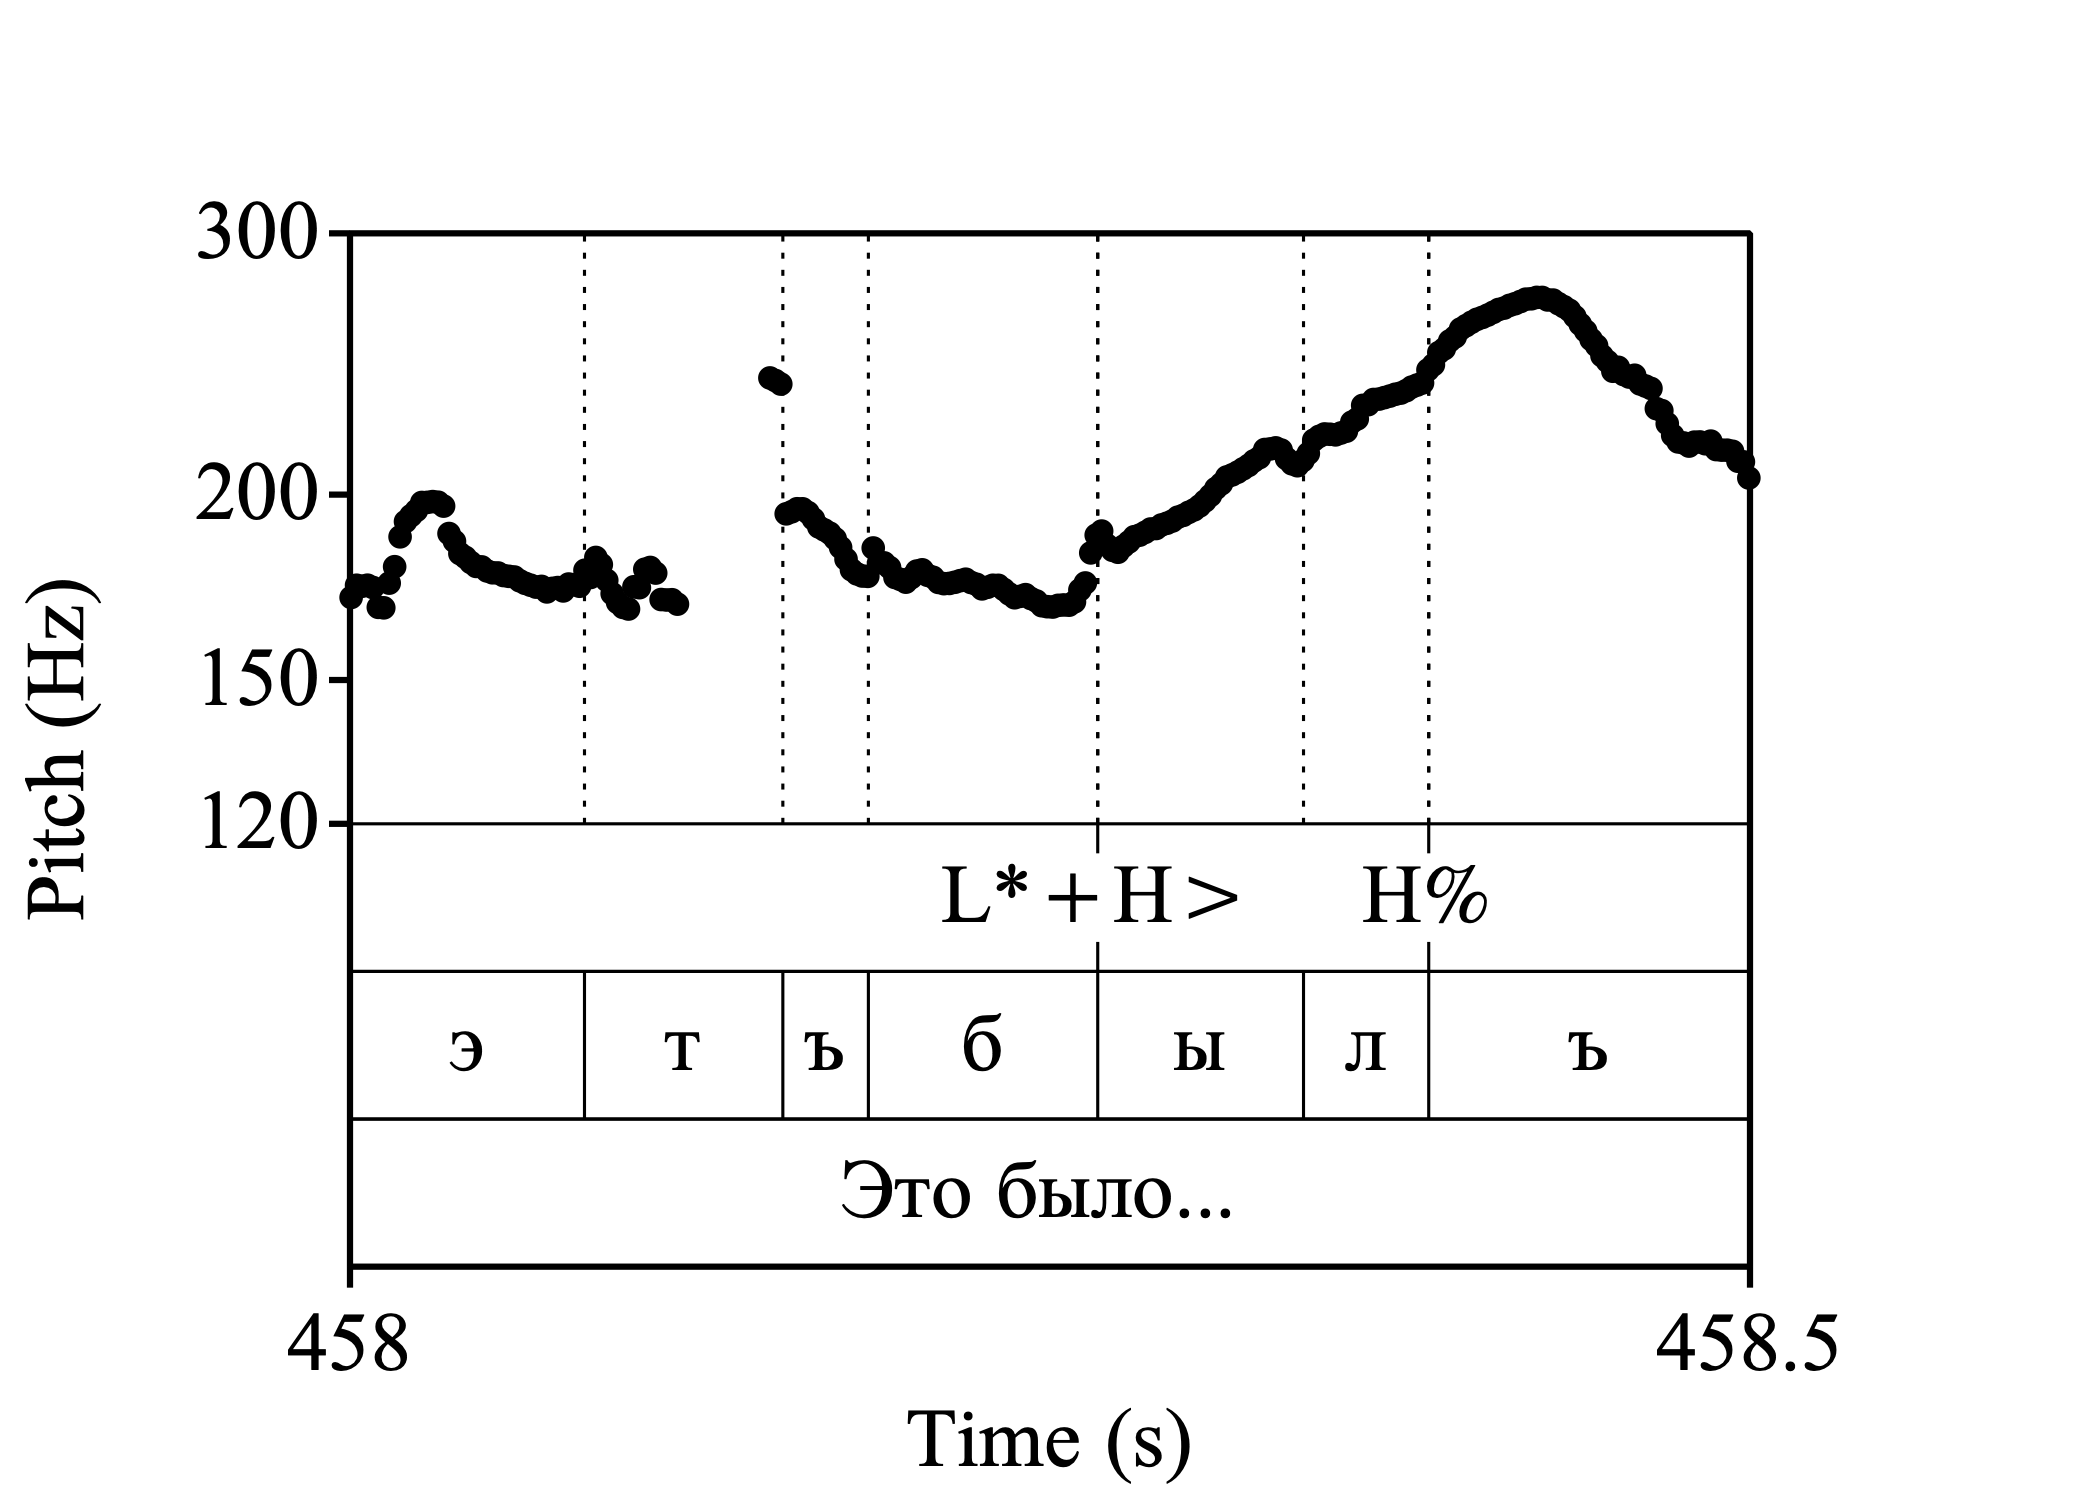 300
200
150
120
Pitch (Hz)
L*+H> H%
э т ъ б ы л ъ
Это было...
458 458.5
Time (s)